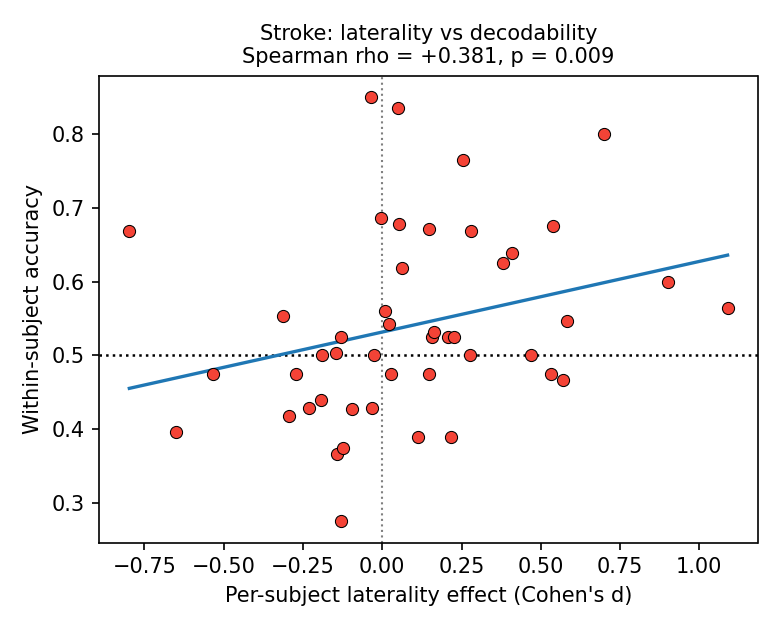 Stroke: laterality vs decodability
Spearman rho = +0.381, p = 0.009
Within-subject accuracy
0.8
0.7
0.6
0.5
0.4
0.3
−0.75 −0.50 −0.25 0.00 0.25 0.50 0.75 1.00
Per-subject laterality effect (Cohen's d)